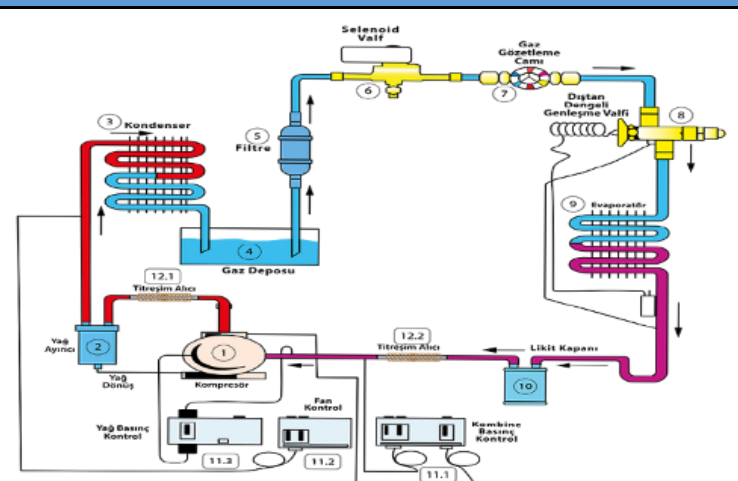 Selenoid
Valf
6
Gaz
Gözetleme
Camı
7
Dıştan
Dengeli
Genleşme Valfi
8
3
Kondenser
5
Filtre
9
Evaporatör
4
Gaz Deposu
12.1
Titreşim Alıcı
Yağ
Ayırıcı
2
1
12.2
Titreşim Alıcı
Likit Kapanı
10
Yağ
Dönüş
Kompresör
Fan
Kontrol
Yağ Basınç
Kontrol
Kombine
Basınç
Kontrol
11.3
11.2
11.1